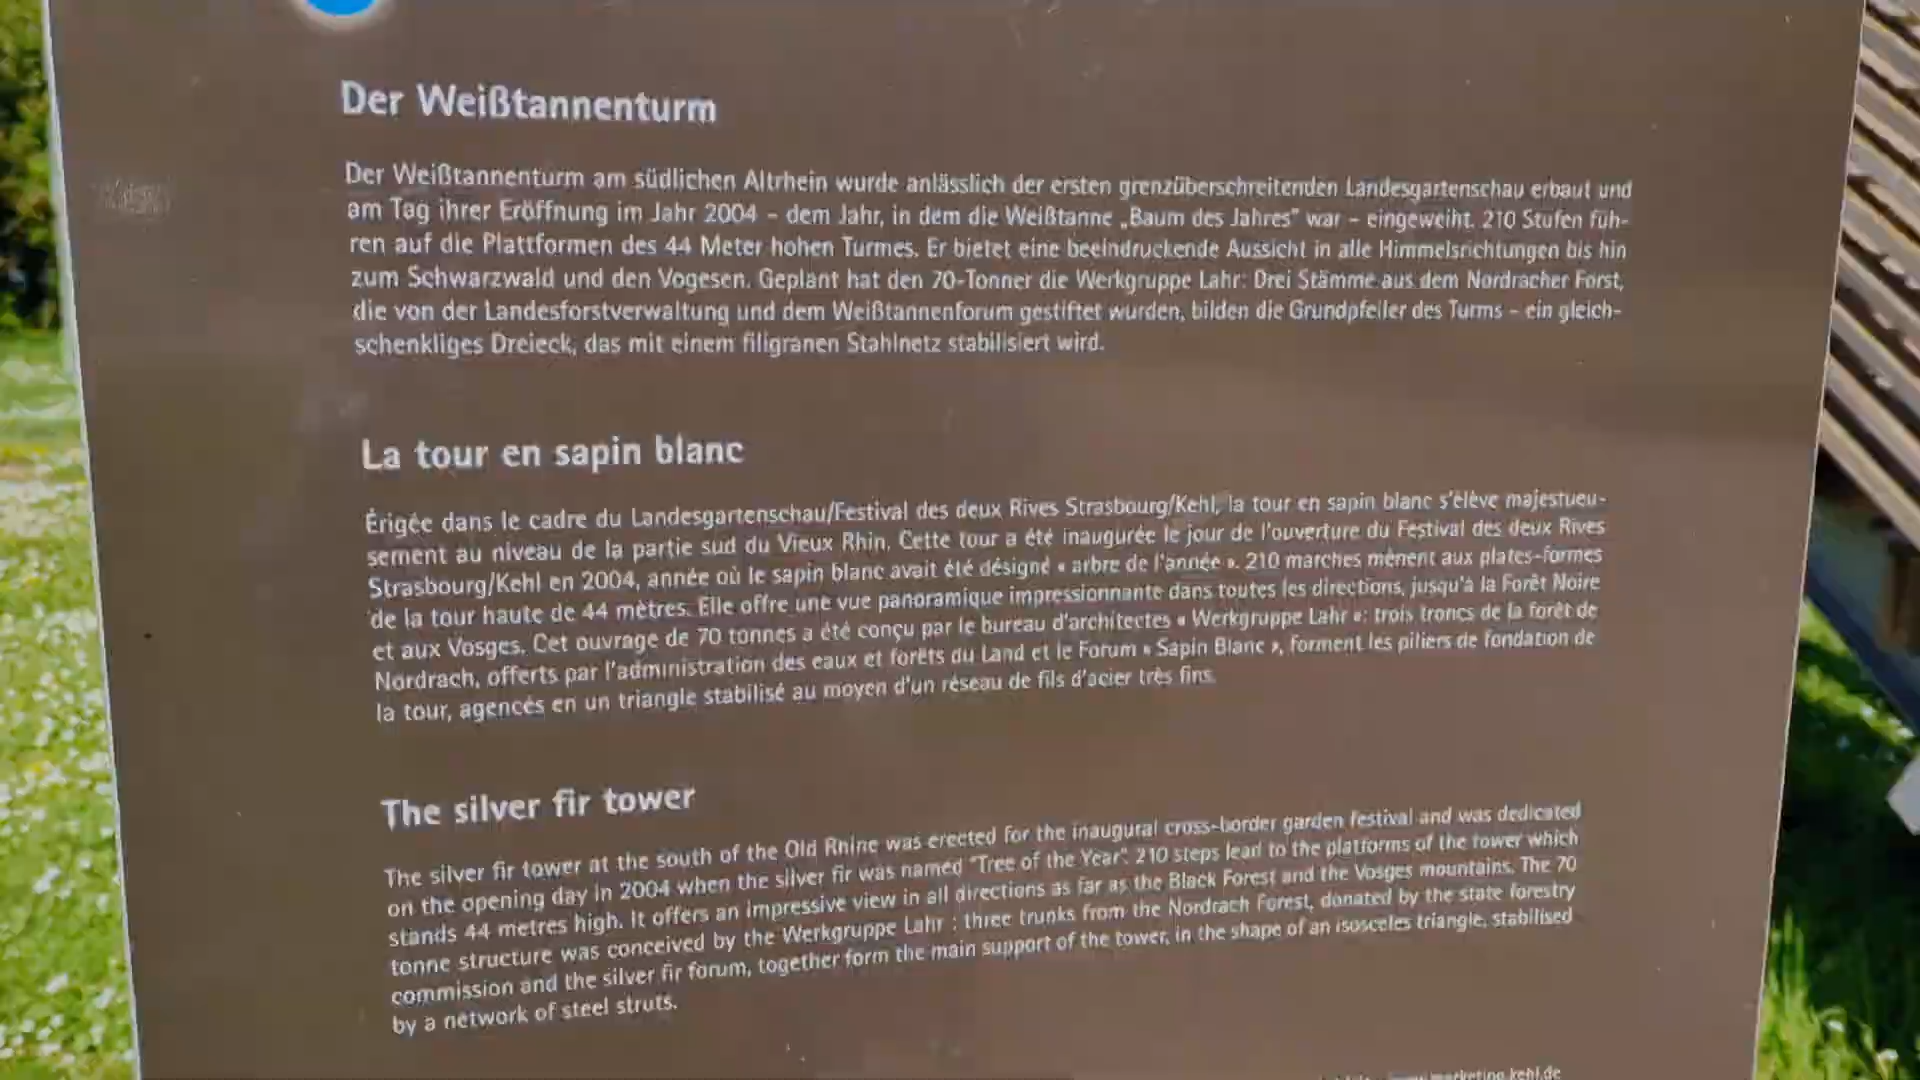 Der Weißtannenturm
Der Weißtannenturm am südlichen Altrhein wurde anlässlich der ersten grenzüberschreitenden Landesgartenschau erbaut und
am Tag ihrer Eröffnung im Jahr 2004 – dem Jahr, in dem die Weißtanne „Baum des Jahres" war – eingeweiht. 210 Stufen füh-
ren auf die Plattformen des 44 Meter hohen Turmes. Er bietet eine beeindruckende Aussicht in alle Himmelsrichtungen bis hin
zum Schwarzwald und den Vogesen. Geplant hat den 70-Tonner die Werkgruppe Lahr: Drei Stämme aus dem Nordracher Forst,
die von der Landesforstverwaltung und dem Weißtannenforum gestiftet wurden, bilden die Grundpfeiler des Turms – ein gleich-
schenkliges Dreieck, das mit einem filigranen Stahlnetz stabilisiert wird.
La tour en sapin blanc
Érigée dans le cadre du Landesgartenschau/Festival des deux Rives Strasbourg/Kehl, la tour en sapin blanc s'élève majestueu-
sement au niveau de la partie sud du Vieux Rhin. Cette tour a été inaugurée le jour de l'ouverture du Festival des deux Rives
Strasbourg/Kehl en 2004, année où le sapin blanc avait été désigné « arbre de l'année ». 210 marches mènent aux plates-formes
de la tour haute de 44 mètres. Elle offre une vue panoramique impressionnante dans toutes les directions, jusqu'à la Forêt Noire
et aux Vosges. Cet ouvrage de 70 tonnes a été conçu par le bureau d'architectes « Werkgruppe Lahr »: trois troncs de la forêt de
Nordrach, offerts par l'administration des eaux et forêts du Land et le Forum « Sapin Blanc », forment les piliers de fondation de
la tour, agencés en un triangle stabilisé au moyen d'un réseau de fils d'acier très fins.
The silver fir tower
The silver fir tower at the south of the Old Rhine was erected for the inaugural cross-border garden festival and was dedicated
on the opening day in 2004 when the silver fir was named "Tree of the Year". 210 steps lead to the platforms of the tower which
stands 44 metres high. It offers an impressive view in all directions as far as the Black Forest and the Vosges mountains. The 70
tonne structure was conceived by the Werkgruppe Lahr : three trunks from the Nordrach Forest, donated by the state forestry
commission and the silver fir forum, together form the main support of the tower, in the shape of an isosceles triangle, stabilised
by a network of steel struts.
marketing.kehl.de